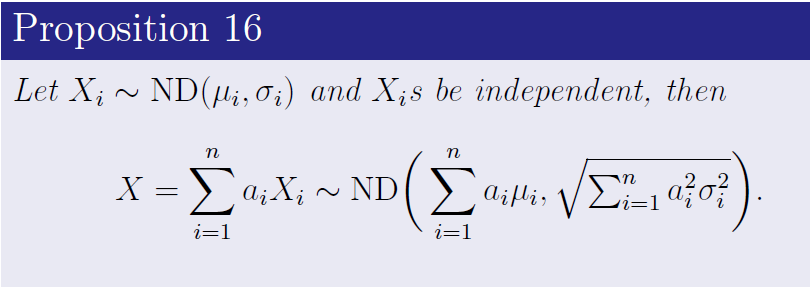 Proposition 16
Let $X_i \sim \mathrm{ND}(\mu_i, \sigma_i)$ and $X_i$s be independent, then
$X = \sum_{i=1}^{n} a_i X_i \sim \mathrm{ND}\left(\sum_{i=1}^{n} a_i \mu_i, \sqrt{\sum_{i=1}^{n} a_i^2 \sigma_i^2}\right).$